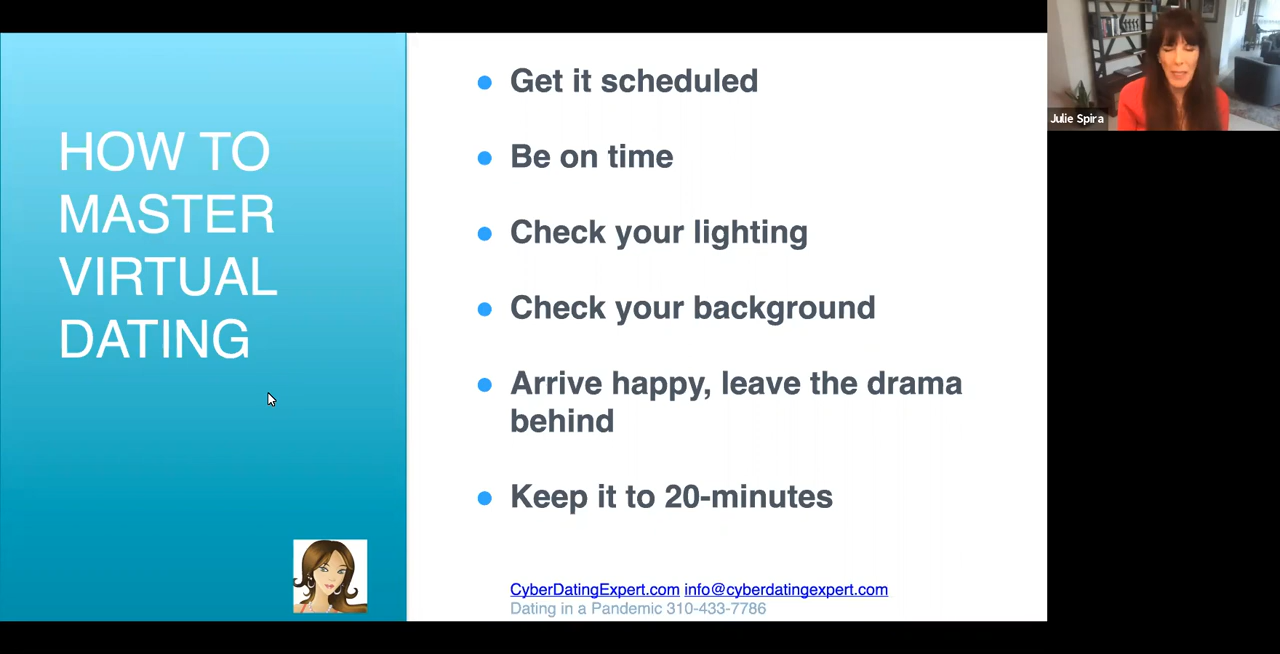 HOW TO
MASTER
VIRTUAL
DATING
Get it scheduled
Be on time
Check your lighting
Check your background
Arrive happy, leave the drama
behind
Keep it to 20-minutes
CyberDatingExpert.com info@cyberdatingexpert.com
Dating in a Pandemic 310-433-7786
Julie Spira